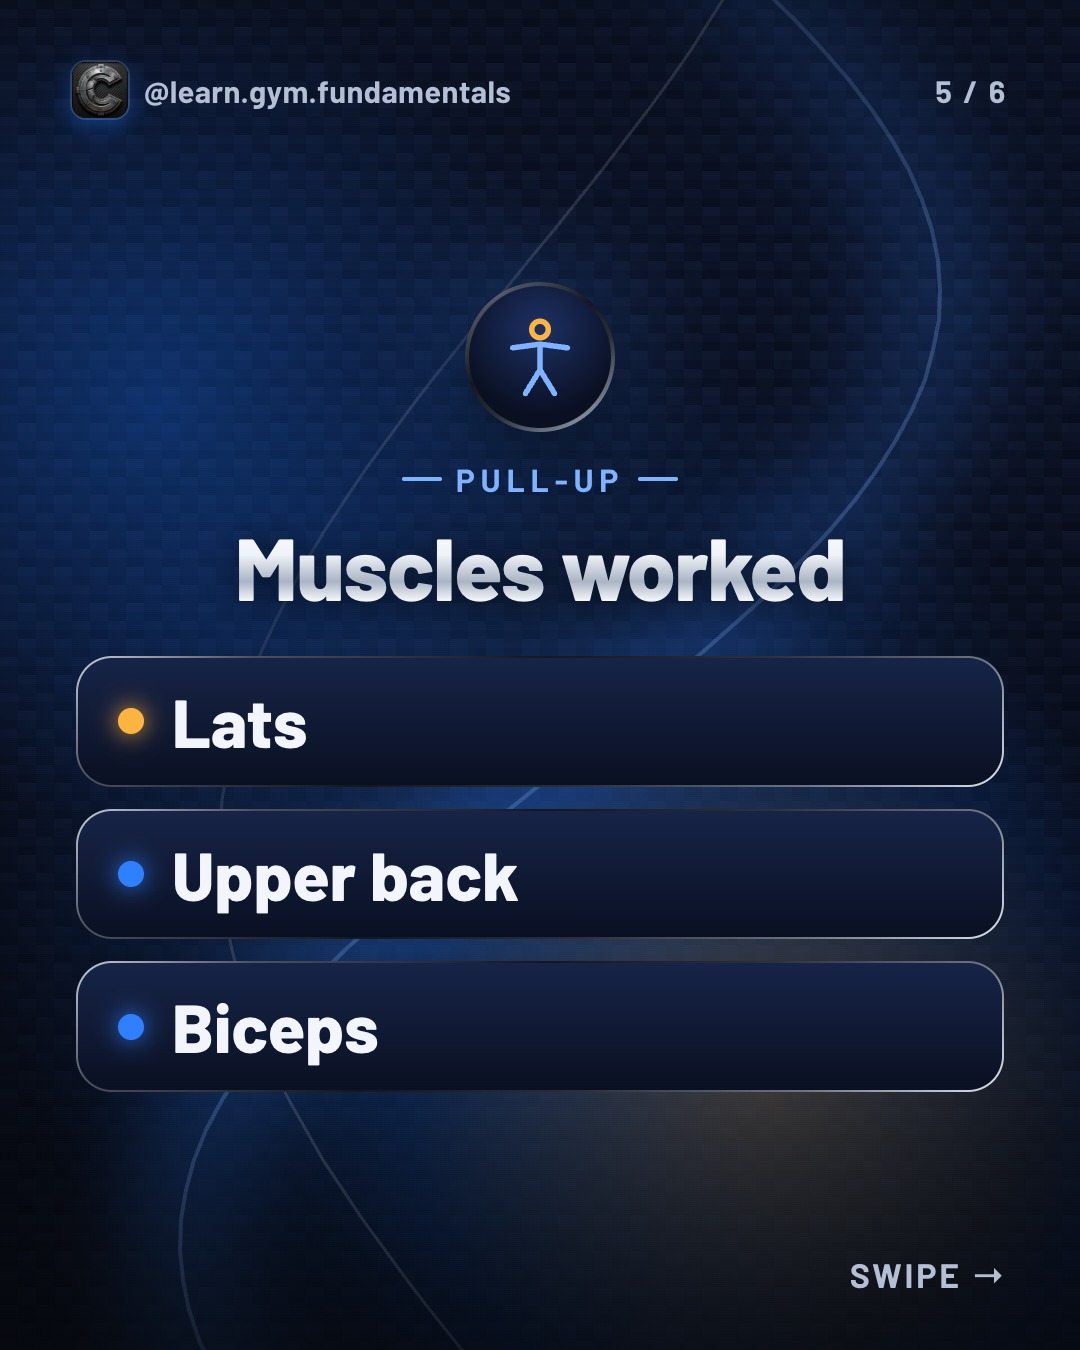 @learn.gym.fundamentals
5 / 6
PULL-UP
Muscles worked
Lats
Upper back
Biceps
SWIPE →